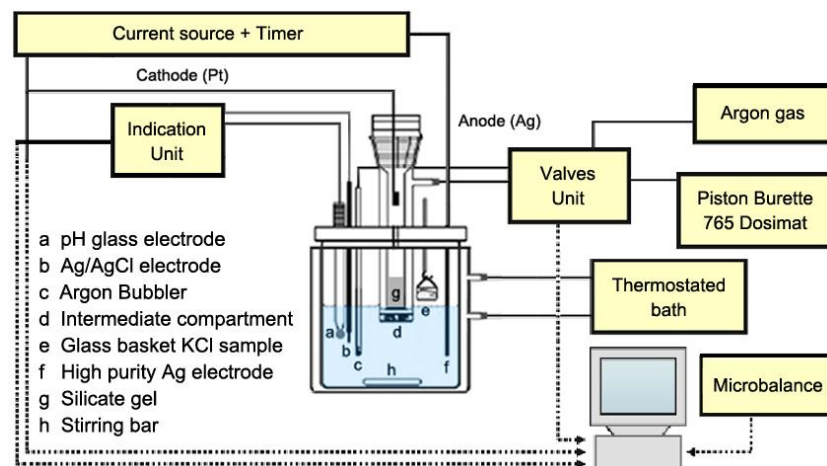 Current source + Timer
Cathode (Pt)
Anode (Ag)
Indication
Unit
Argon gas
Valves
Unit
Piston Burette
765 Dosimat
Thermostated
bath
Microbalance
a pH glass electrode
b Ag/AgCl electrode
c Argon Bubbler
d Intermediate compartment
e Glass basket KCl sample
f High purity Ag electrode
g Silicate gel
h Stirring bar
g
e
d
a
b
c
f
h